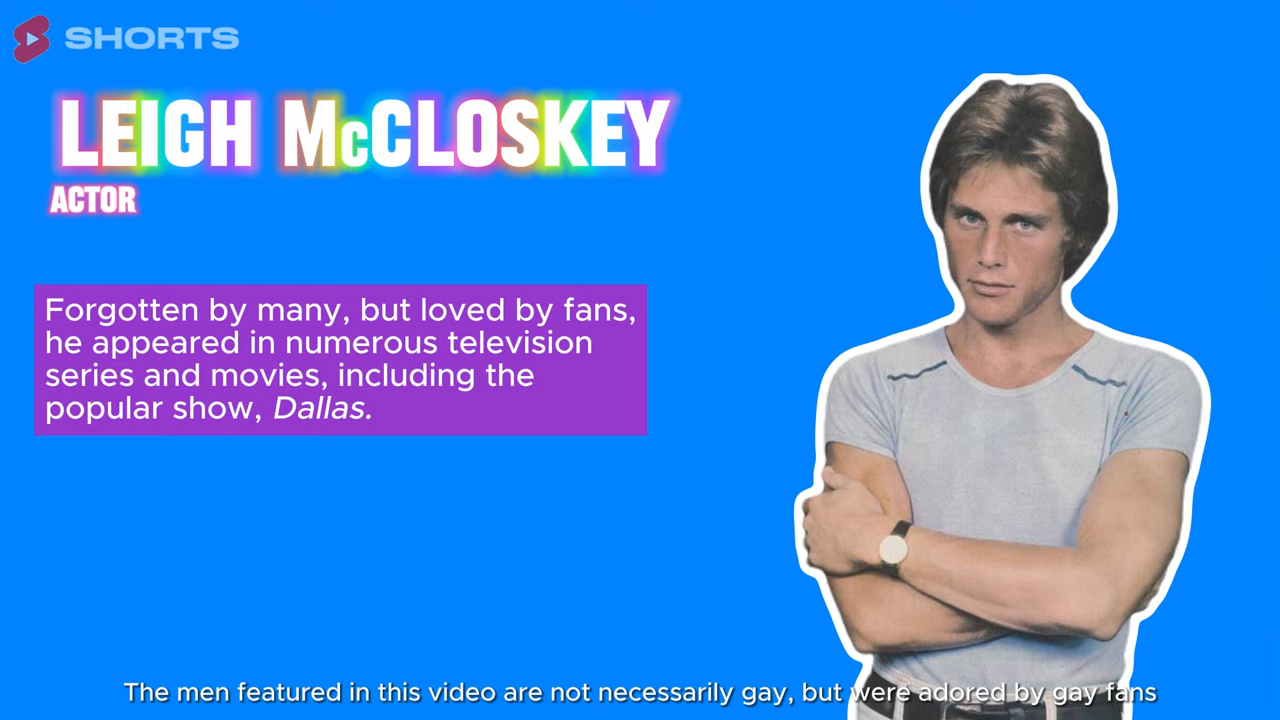 SHORTS
LEIGH McCLOSKEY
ACTOR
Forgotten by many, but loved by fans,
he appeared in numerous television
series and movies, including the
popular show, Dallas.
The men featured in this video are not necessarily gay, but were adored by gay fans